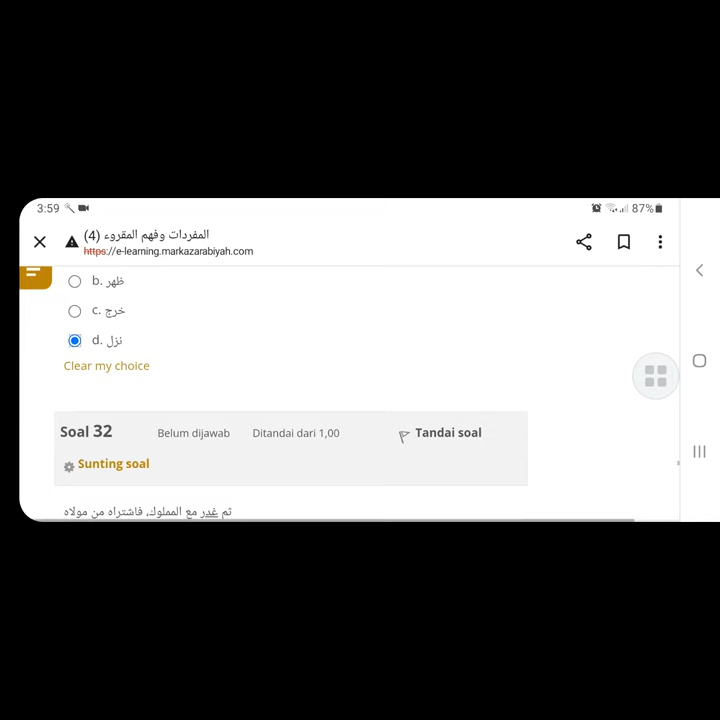 3:59 87%
المفردات وفهم المقروء (4)
https://e-learning.markazarabiyah.com
b. ظهر
c. خرج
d. نزل
Clear my choice
Soal 32 Belum dijawab Ditandai dari 1,00 Tandai soal
Sunting soal
ثم غدر مع المملوك، فاشتراه من مولاه